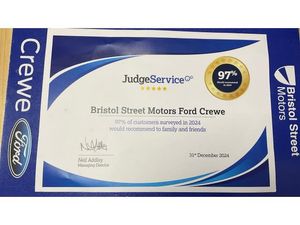 Crewe
Ford
JudgeService
97%
Bristol Street Motors Ford Crewe
97% of customers surveyed in 2024
would recommend to family and friends
Neil Addley
Managing Director
31st December 2024
Bristol Street
Motors